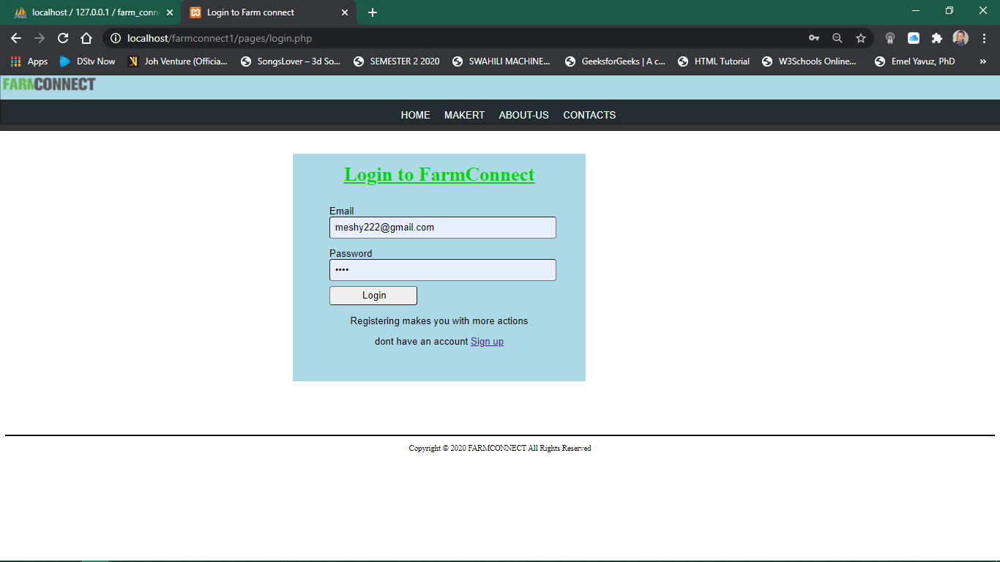 localhost / 127.0.0.1 / farm_conn
Login to Farm connect
localhost/farmconnect1/pages/login.php
Apps DStv Now Joh Venture (Officia... SongsLover – 3d So... SEMESTER 2 2020 SWAHILI MACHINE... GeeksforGeeks | A c... HTML Tutorial W3Schools Online... Emel Yavuz, PhD »
FARMCONNECT
HOME MAKERT ABOUT-US CONTACTS
Login to FarmConnect
Email
meshy222@gmail.com
Password
••••
Login
Registering makes you with more actions
dont have an account Sign up
Copyright © 2020 FARMCONNECT All Rights Reserved